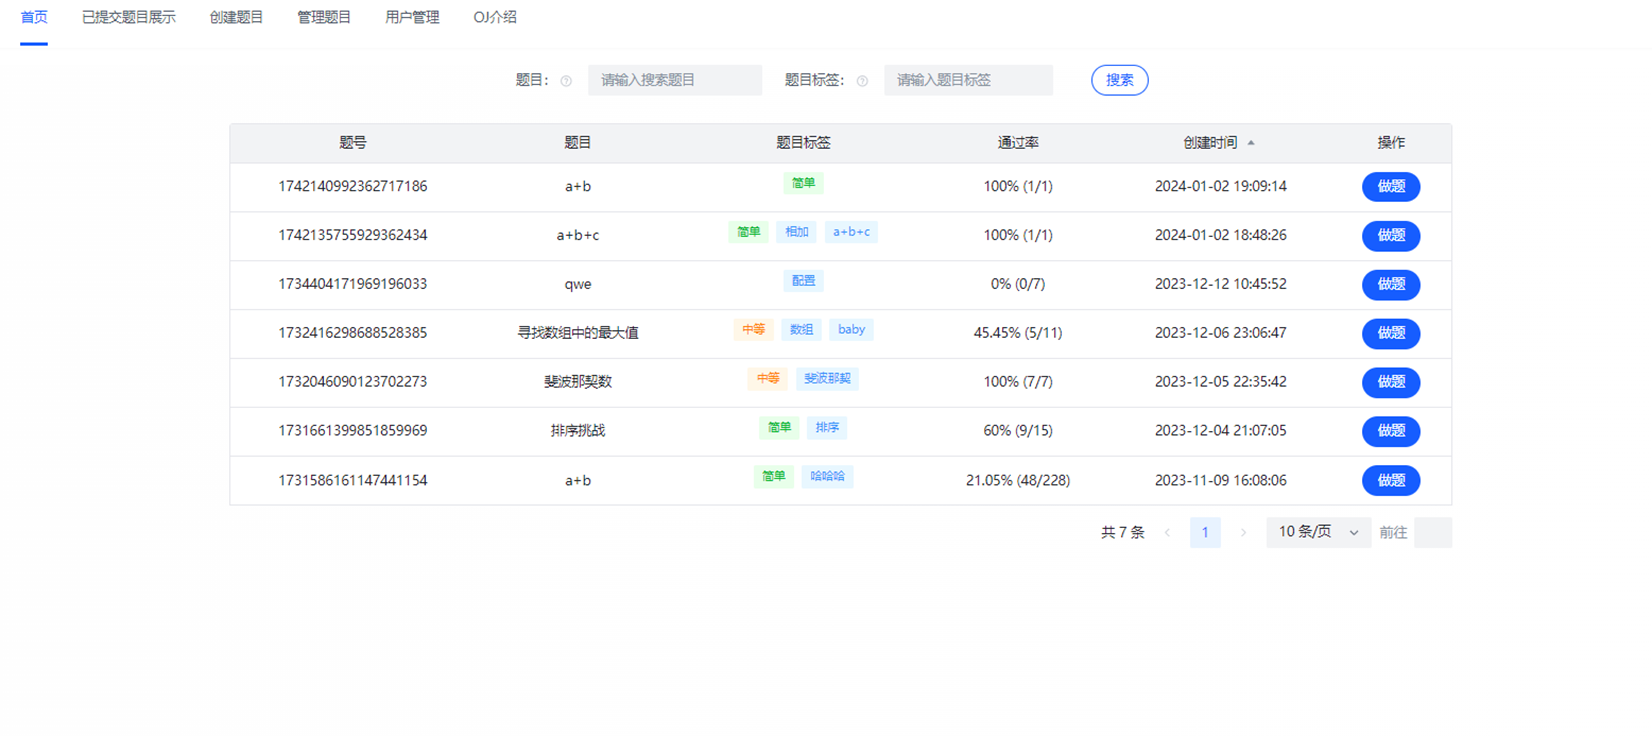 首页 已提交题目展示 创建题目 管理题目 用户管理 OJ介绍
题目: 请输入搜索题目 题目标签: 请输入题目标签 搜索
题号 题目 题目标签 通过率 创建时间 操作
1742140992362717186 a+b 简单 100% (1/1) 2024-01-02 19:09:14 做题
1742135755929362434 a+b+c 简单 相加 a+b+c 100% (1/1) 2024-01-02 18:48:26 做题
1734404171969196033 qwe 配置 0% (0/7) 2023-12-12 10:45:52 做题
1732416298688528385 寻找数组中的最大值 中等 数组 baby 45.45% (5/11) 2023-12-06 23:06:47 做题
1732046090123702273 斐波那契数 中等 斐波那契 100% (7/7) 2023-12-05 22:35:42 做题
1731661399851859969 排序挑战 简单 排序 60% (9/15) 2023-12-04 21:07:05 做题
1731586161147441154 a+b 简单 哈哈哈 21.05% (48/228) 2023-11-09 16:08:06 做题
共 7 条 1 10 条/页 前往